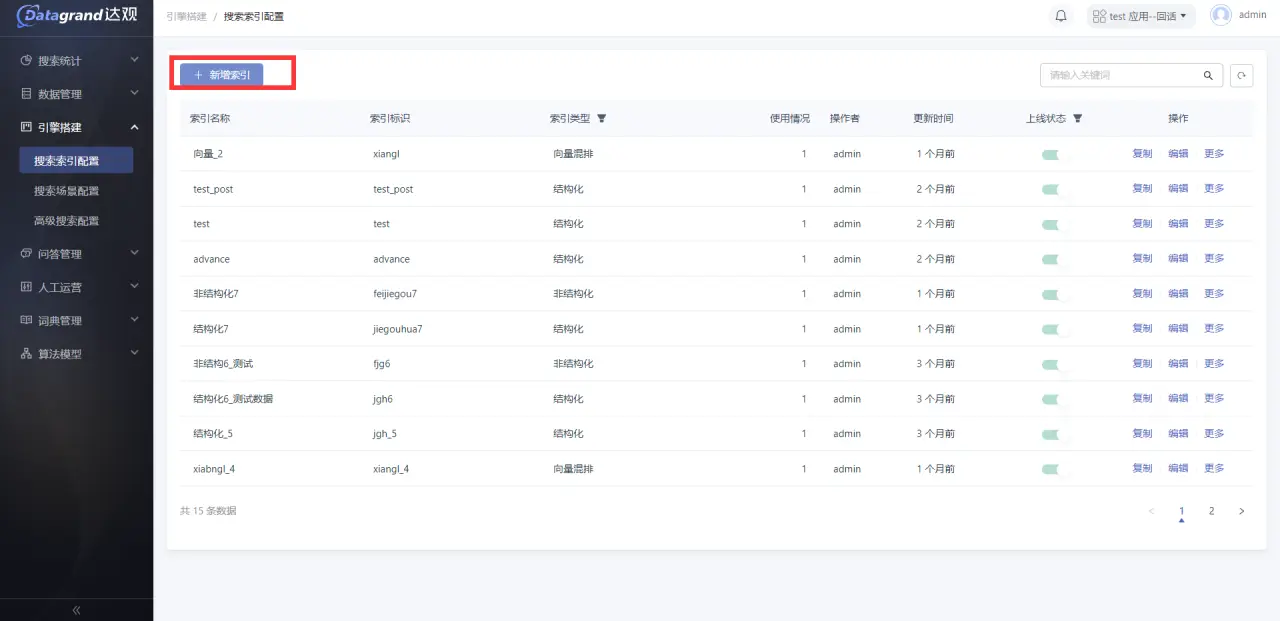 Datagrand达观
引擎搭建 / 搜索索引配置
test 应用--回适
admin
搜索统计
数据管理
引擎搭建
搜索索引配置
搜索场景配置
高级搜索配置
问答管理
人工运营
词典管理
算法模型
+ 新增索引
请输入关键词
索引名称 索引标识 索引类型 使用情况 操作者 更新时间 上线状态 操作
向量_2 xiangl 向量混排 1 admin 1 个月前 复制 编辑 更多
test_post test_post 结构化 1 admin 2 个月前 复制 编辑 更多
test test 结构化 1 admin 2 个月前 复制 编辑 更多
advance advance 结构化 1 admin 2 个月前 复制 编辑 更多
非结构化7 feijiegou7 非结构化 1 admin 1 个月前 复制 编辑 更多
结构化7 jiegouhua7 结构化 1 admin 1 个月前 复制 编辑 更多
非结构6_测试 fjg6 非结构化 1 admin 3 个月前 复制 编辑 更多
结构化6_测试数据 jgh6 结构化 1 admin 3 个月前 复制 编辑 更多
结构化_5 jgh_5 结构化 1 admin 3 个月前 复制 编辑 更多
xiabngl_4 xiangl_4 向量混排 1 admin 1 个月前 复制 编辑 更多
共 15 条数据
< 1 2 >